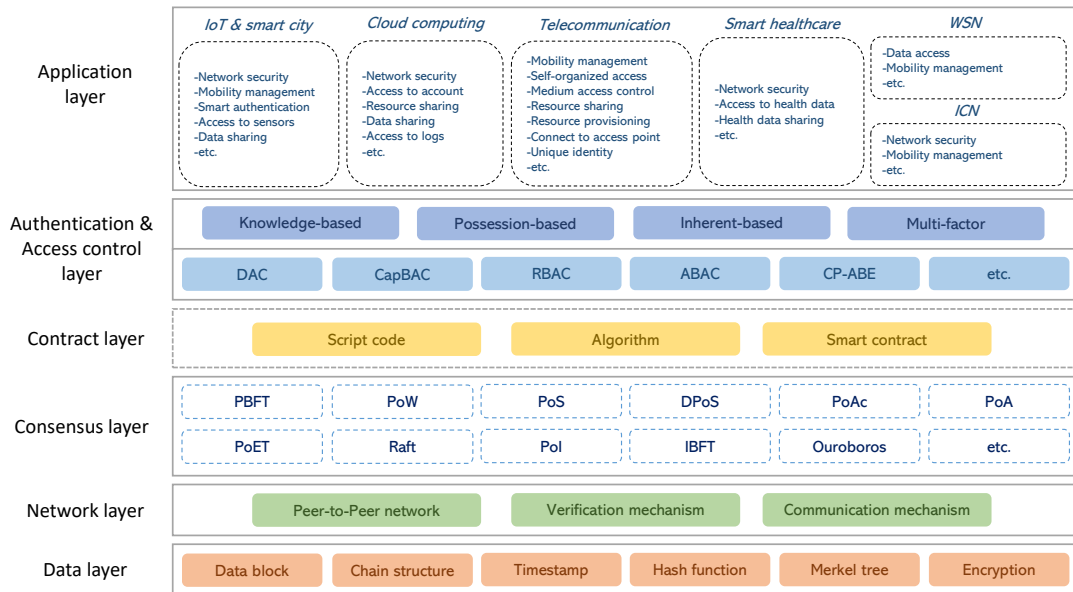 IoT & smart city
Cloud computing
Telecommunication
Smart healthcare
WSN
Application
layer
-Network security
-Mobility management
-Smart authentication
-Access to sensors
-Data sharing
-etc.
-Network security
-Access to account
-Resource sharing
-Data sharing
-Access to logs
-etc.
-Mobility management
-Self-organized access
-Medium access control
-Resource sharing
-Resource provisioning
-Connect to access point
-Unique identity
-etc.
-Network security
-Access to health data
-Health data sharing
-etc.
-Data access
-Mobility management
-etc.
ICN
-Network security
-Mobility management
-etc.
Authentication &
Access control
layer
Knowledge-based
Possession-based
Inherent-based
Multi-factor
DAC
CapBAC
RBAC
ABAC
CP-ABE
etc.
Contract layer
Script code
Algorithm
Smart contract
Consensus layer
PBFT
PoW
PoS
DPoS
PoAc
PoA
PoET
Raft
PoI
IBFT
Ouroboros
etc.
Network layer
Peer-to-Peer network
Verification mechanism
Communication mechanism
Data layer
Data block
Chain structure
Timestamp
Hash function
Merkel tree
Encryption